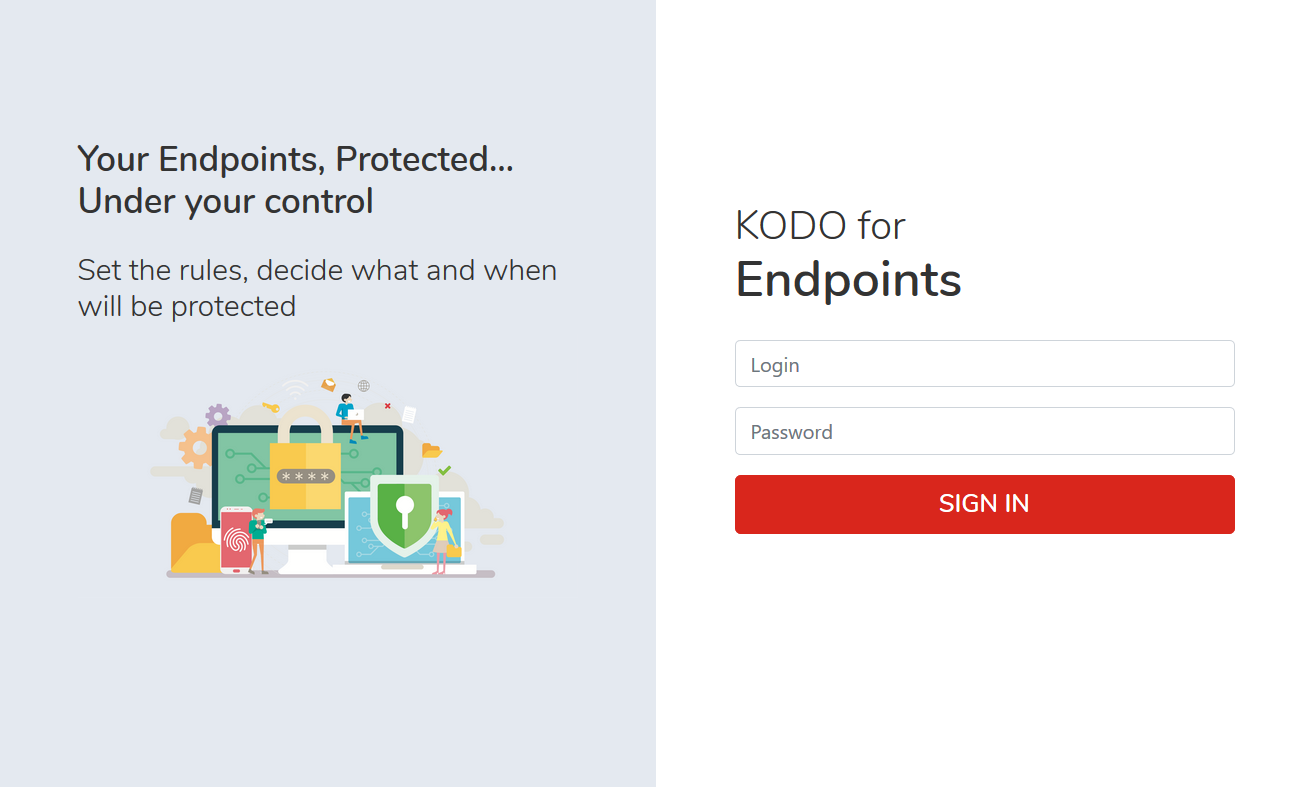 Your Endpoints, Protected...
Under your control
Set the rules, decide what and when
will be protected
* * * *
KODO for
Endpoints
Login
Password
SIGN IN